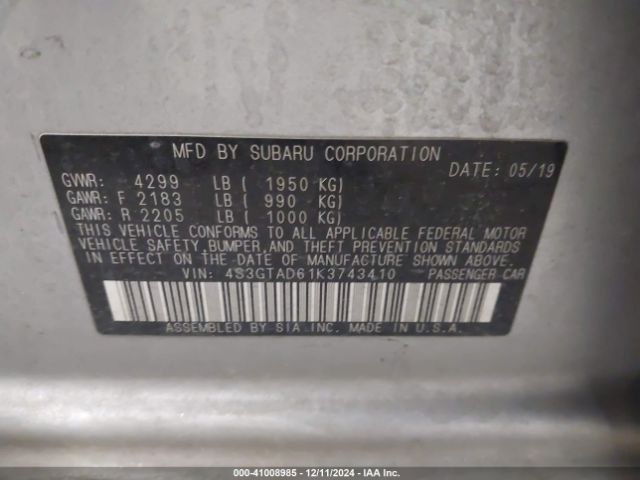 MFD BY SUBARU CORPORATION
DATE: 05/19
GVWR: 4299 LB ( 1950 KG)
GAWR: F 2183 LB ( 990 KG)
GAWR: R 2205 LB ( 1000 KG)
THIS VEHICLE CONFORMS TO ALL APPLICABLE FEDERAL MOTOR
VEHICLE SAFETY, BUMPER, AND THEFT PREVENTION STANDARDS
IN EFFECT ON THE DATE OF MANUFACTURE SHOWN ABOVE.
VIN: 4S3GTAD61K3743410 PASSENGER CAR
ASSEMBLED BY SIA INC. MADE IN U.S.A.
000-41008985 - 12/11/2024 - IAA Inc.